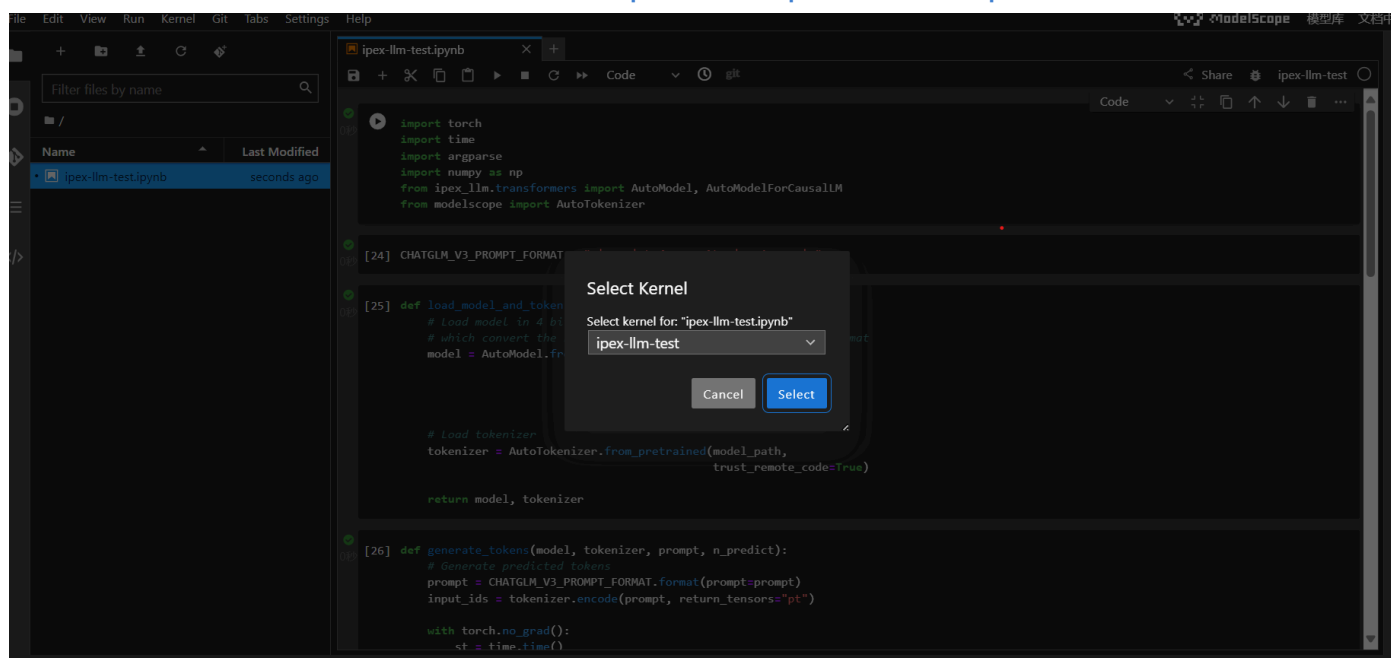 File Edit View Run Kernel Git Tabs Settings Help
ModelScope 模型库 文档中
ipex-llm-test.ipynb
Code git
Share ipex-llm-test
Filter files by name
/
Name Last Modified
ipex-llm-test.ipynb seconds ago
Code
import torch
import time
import argparse
import numpy as np
from ipex_llm.transformers import AutoModel, AutoModelForCausalLM
from modelscope import AutoTokenizer
[24] CHATGLM_V3_PROMPT_FORMAT
[25] def load_model_and_token
# Load model in 4 bi
# which convert the
model = AutoModel.fr
# Load tokenizer
tokenizer = AutoTokenizer.from_pretrained(model_path,
trust_remote_code=True)
return model, tokenizer
[26] def generate_tokens(model, tokenizer, prompt, n_predict):
# Generate predicted tokens
prompt = CHATGLM_V3_PROMPT_FORMAT.format(prompt=prompt)
input_ids = tokenizer.encode(prompt, return_tensors="pt")
with torch.no_grad():
st = time.time()
Select Kernel
Select kernel for: "ipex-llm-test.ipynb"
ipex-llm-test
Cancel Select